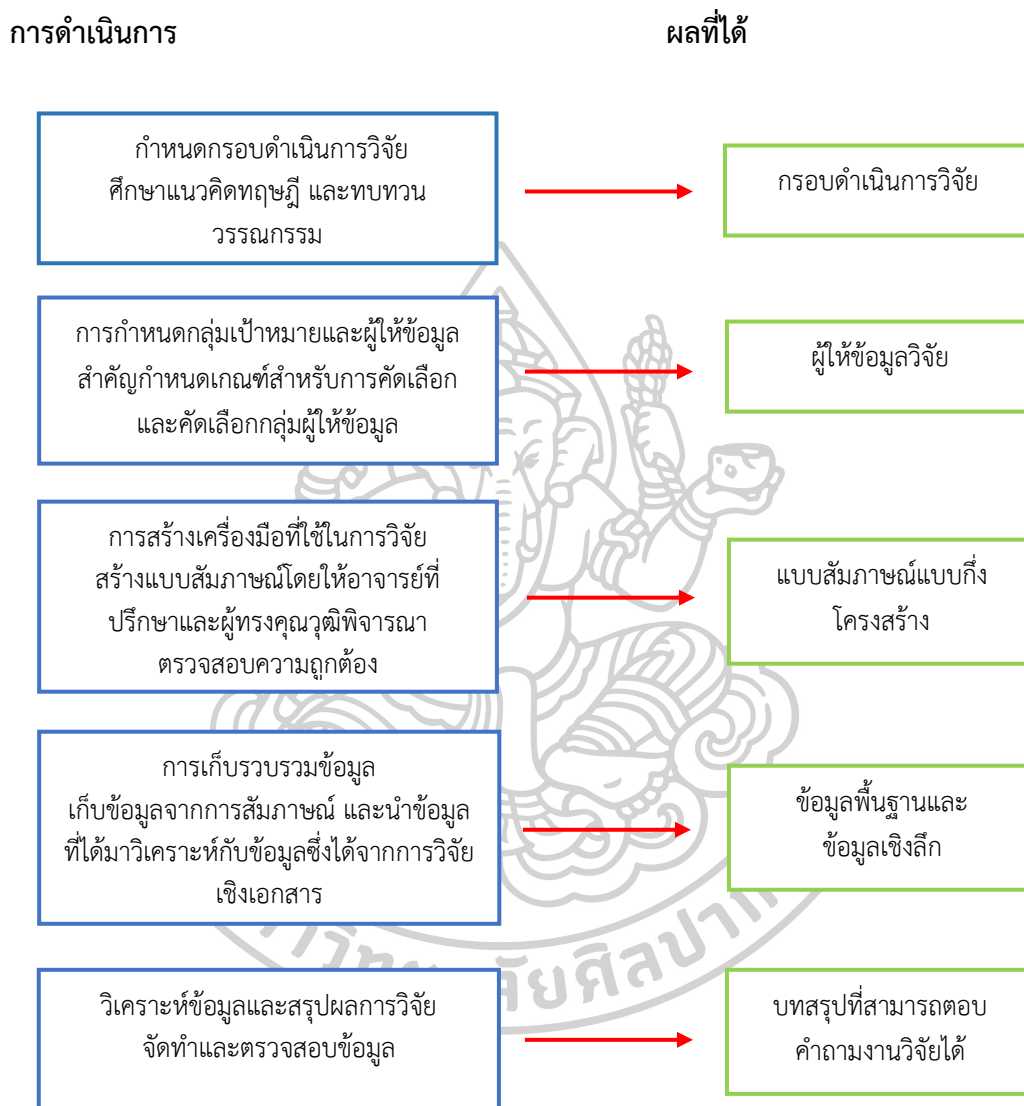 การดำเนินการ
ผลที่ได้
กำหนดกรอบดำเนินการวิจัย
ศึกษาแนวคิดทฤษฎี และทบทวน
วรรณกรรม
กรอบดำเนินการวิจัย
การกำหนดกลุ่มเป้าหมายและผู้ให้ข้อมูล
สำคัญกำหนดเกณฑ์สำหรับการคัดเลือก
และคัดเลือกกลุ่มผู้ให้ข้อมูล
ผู้ให้ข้อมูลวิจัย
การสร้างเครื่องมือที่ใช้ในการวิจัย
สร้างแบบสัมภาษณ์โดยให้อาจารย์ที่
ปรึกษาและผู้ทรงคุณวุฒิพิจารณา
ตรวจสอบความถูกต้อง
แบบสัมภาษณ์แบบกึ่ง
โครงสร้าง
การเก็บรวบรวมข้อมูล
เก็บข้อมูลจากการสัมภาษณ์ และนำข้อมูล
ที่ได้มาวิเคราะห์กับข้อมูลซึ่งได้จากการวิจัย
เชิงเอกสาร
ข้อมูลพื้นฐานและ
ข้อมูลเชิงลึก
วิเคราะห์ข้อมูลและสรุปผลการวิจัย
จัดทำและตรวจสอบข้อมูล
บทสรุปที่สามารถตอบ
คำถามงานวิจัยได้